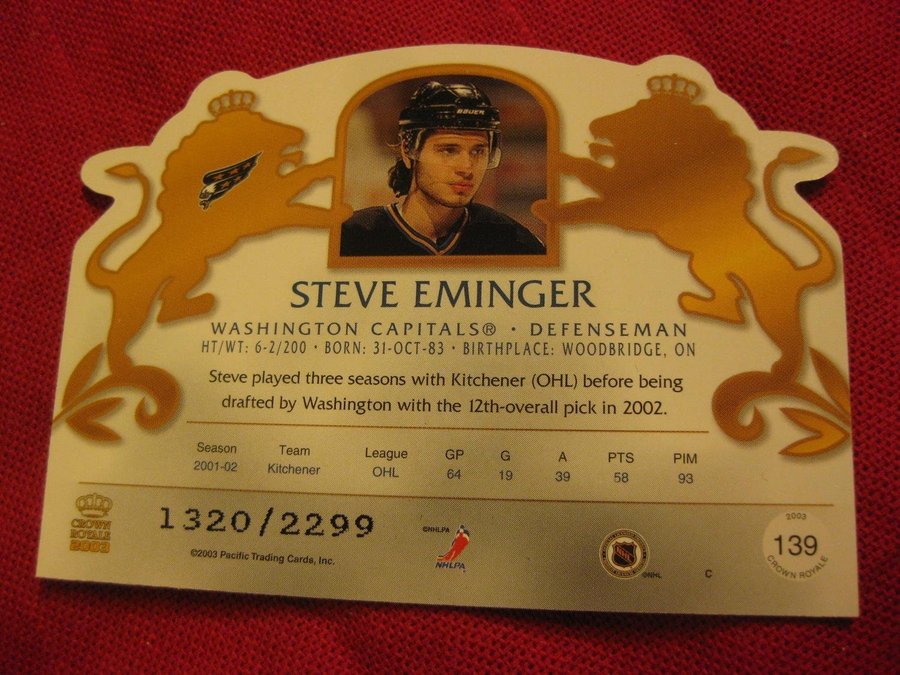 BAUER
STEVE EMINGER
WASHINGTON CAPITALS® · DEFENSEMAN
HT/WT: 6-2/200 · BORN: 31-OCT-83 · BIRTHPLACE: WOODBRIDGE, ON
Steve played three seasons with Kitchener (OHL) before being
drafted by Washington with the 12th-overall pick in 2002.
Season Team League GP G A PTS PIM
2001-02 Kitchener OHL 64 19 39 58 93
CROWN
ROYALE
2003
1320/2299
©2003 Pacific Trading Cards, Inc.
©NHLPA
NHLPA
NHL
©NHL
C
2003
139
CROWN ROYALE